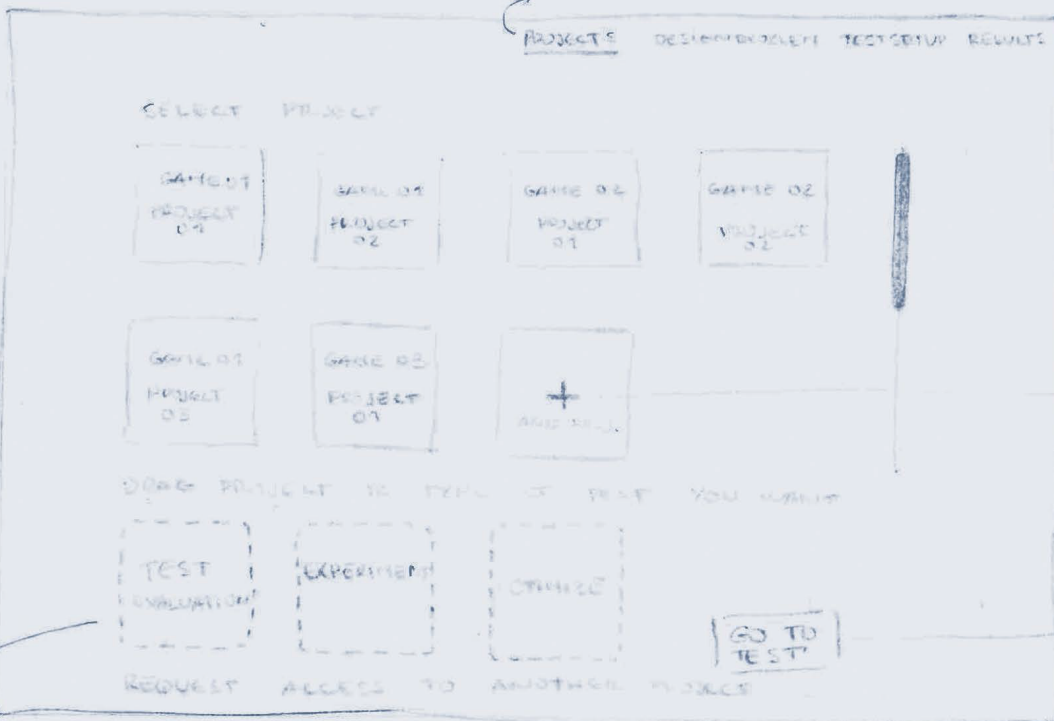 PROJECTS DESIGN PROBLEM TEST SETUP RESULTS
SELECT PROJECT
GAME 01
PROJECT
01
GAME 01
PROJECT
02
GAME 02
PROJECT
01
GAME 02
PROJECT
02
GAME 01
PROJECT
03
GAME 03
PROJECT
01
+
DRAG PROJECT TO TYPE OF TEST YOU WANT
TEST
EVALUATION
EXPERIMENT
REQUEST ACCESS TO ANOTHER PROJECT
GO TO
TEST